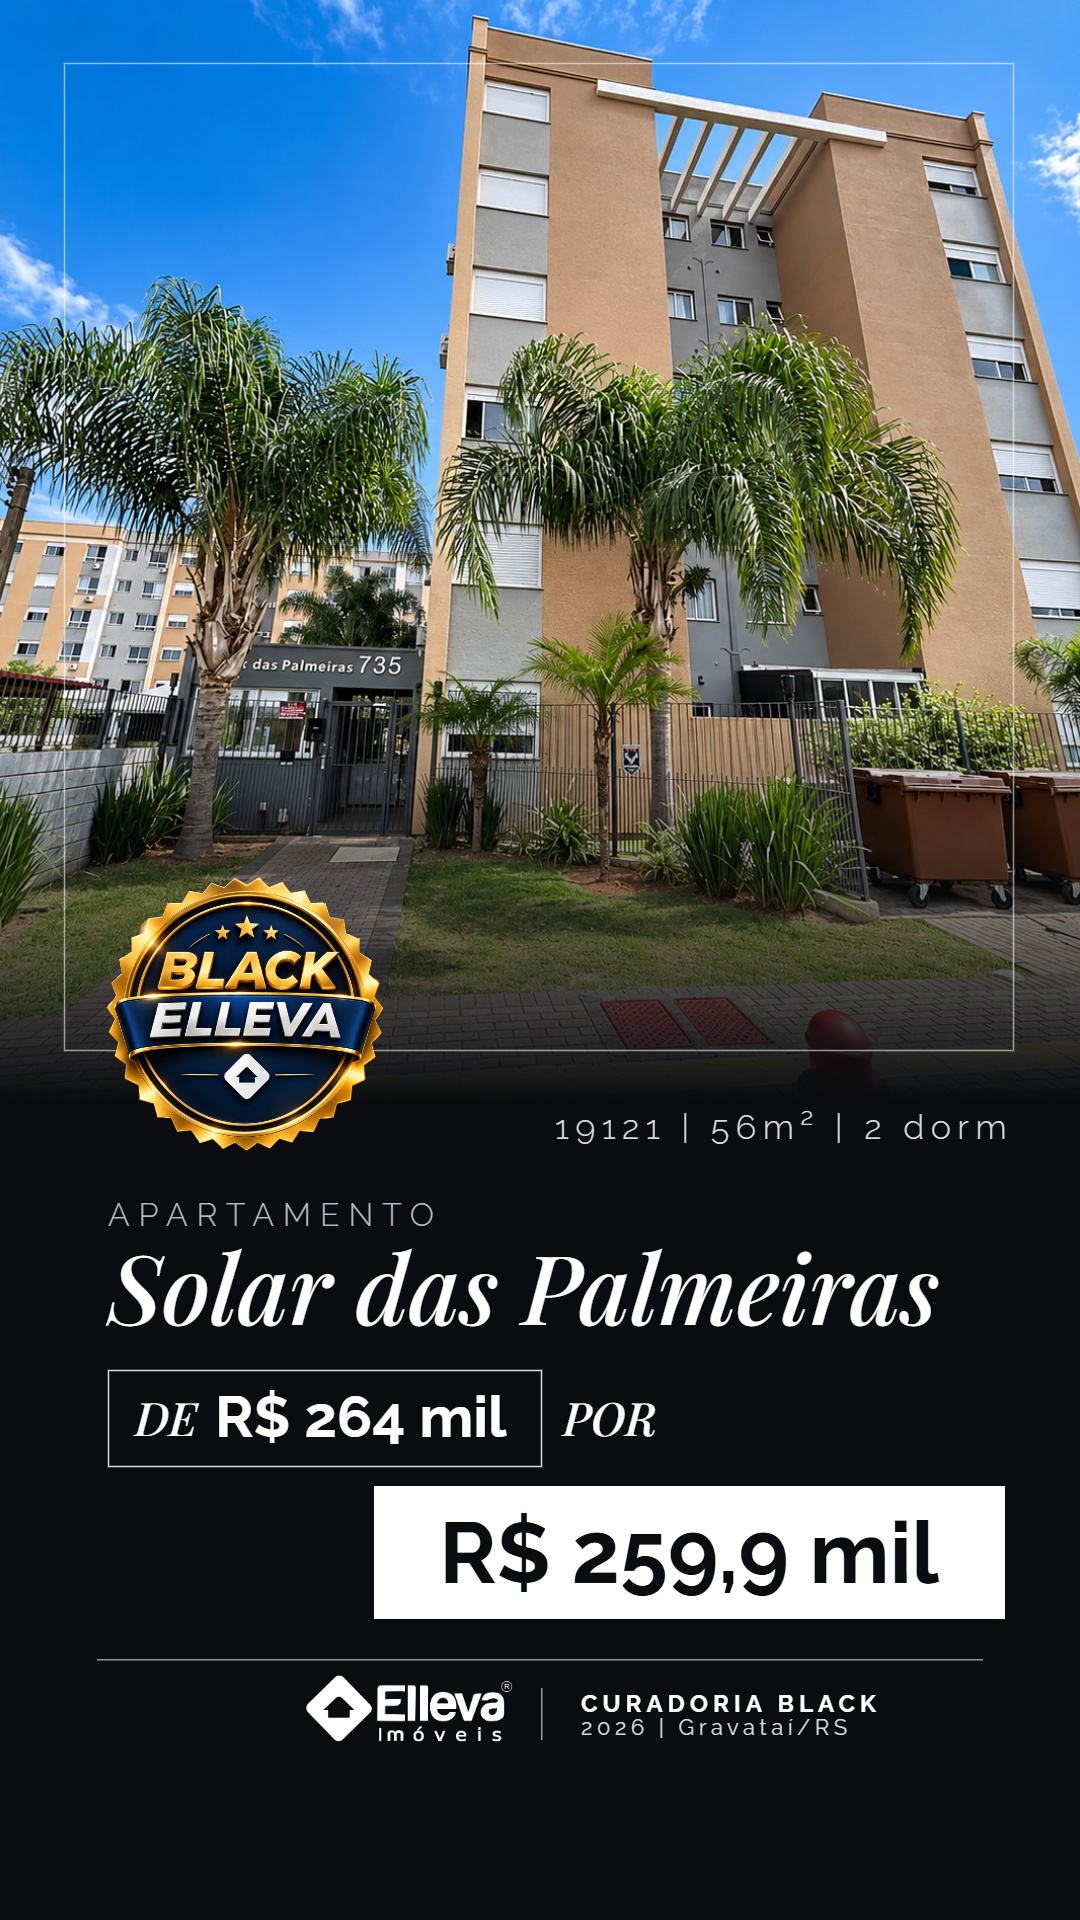 das Palmeiras 735
BLACK
ELLEVA
19121 | 56m² | 2 dorm
APARTAMENTO
Solar das Palmeiras
DE R$ 264 mil POR
R$ 259,9 mil
Elleva®
Imóveis
CURADORIA BLACK
2026 | Gravataí/RS